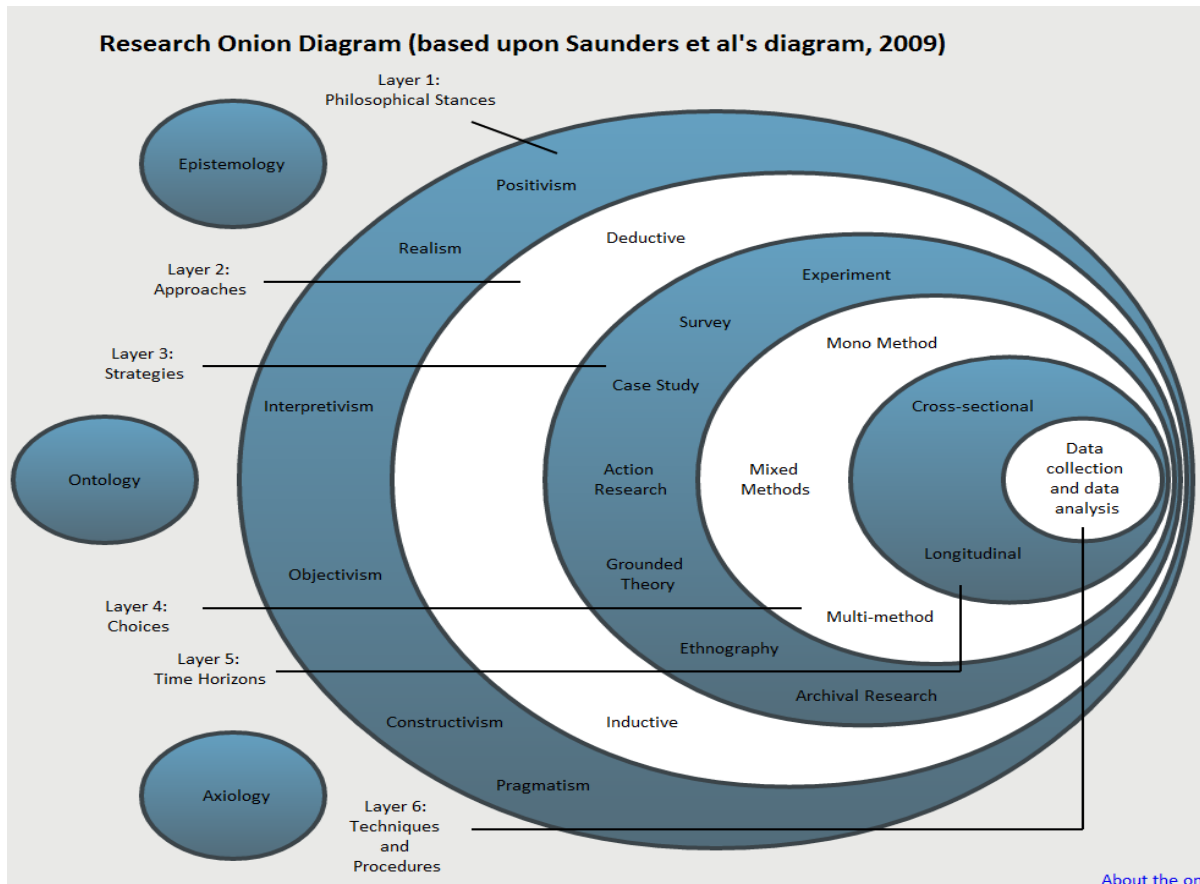 Research Onion Diagram (based upon Saunders et al's diagram, 2009)
Layer 1:
Philosophical Stances
Epistemology
Positivism
Realism
Deductive
Layer 2:
Approaches
Experiment
Survey
Mono Method
Layer 3:
Strategies
Case Study
Interpretivism
Cross-sectional
Data
collection
and data
analysis
Ontology
Action
Research
Mixed
Methods
Longitudinal
Grounded
Theory
Objectivism
Layer 4:
Choices
Multi-method
Ethnography
Layer 5:
Time Horizons
Archival Research
Constructivism
Inductive
Pragmatism
Axiology
Layer 6:
Techniques
and
Procedures
About the